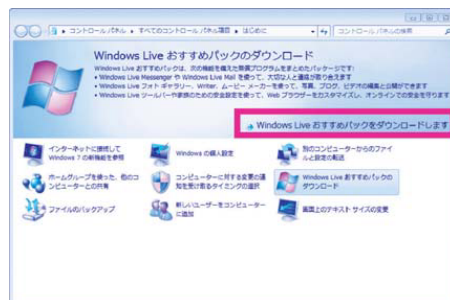 コントロール パネル ▸ すべてのコントロール パネル項目 ▸ はじめに
コントロール パネルの検索
Windows Live おすすめパックのダウンロード
Windows Live おすすめパックは、次の機能を備えた無償プログラムをまとめたパッケージです:
• Windows Live Messenger や Windows Live Mail を使って、大切な人と連絡が取り合えます
• Windows Live フォト ギャラリー、Writer、ムービー メーカーを使って、写真、ブログ、ビデオの編集と公開ができます
• Windows Live ツールバーや家族のための安全設定を使って、Web ブラウザーをカスタマイズし、オンラインでの安全を守ります
Windows Live おすすめパックをダウンロードします
インターネットに接続して
Windows 7 の新機能を参照
Windows の個人設定
別のコンピューターからのファイ
ルと設定の転送
ホームグループを使った、他のコ
ンピューターとの共有
コンピューターに対する変更の通
知を受け取るタイミングの選択
Windows Live おすすめパックの
ダウンロード
ファイルのバックアップ
新しいユーザーをコンピューター
に追加
画面上のテキスト サイズの変更